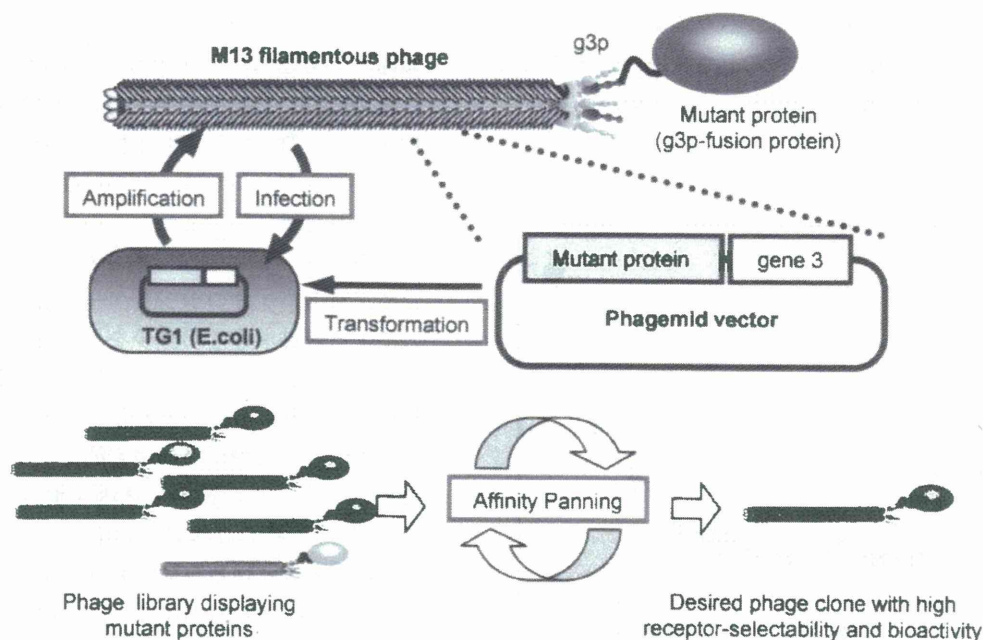 M13 filamentous phage
g3p
Mutant protein
(g3p-fusion protein)
Amplification
Infection
Mutant protein
gene 3
TG1 (E.coli)
Transformation
Phagemid vector
Affinity Panning
Phage library displaying
mutant proteins
Desired phage clone with high
receptor-selectability and bioactivity